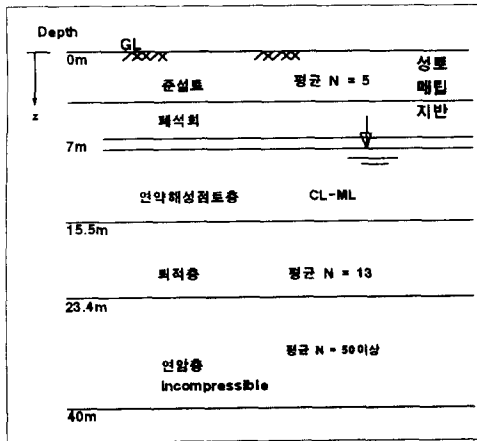 Depth
GL
0m
준설토 평균 N = 5 성토
매립
지반
z
폐석회
7m
연약해성점토층 CL-ML
15.5m
퇴적층 평균 N = 13
23.4m
평균 N = 50이상
연암층
Incompressible
40m